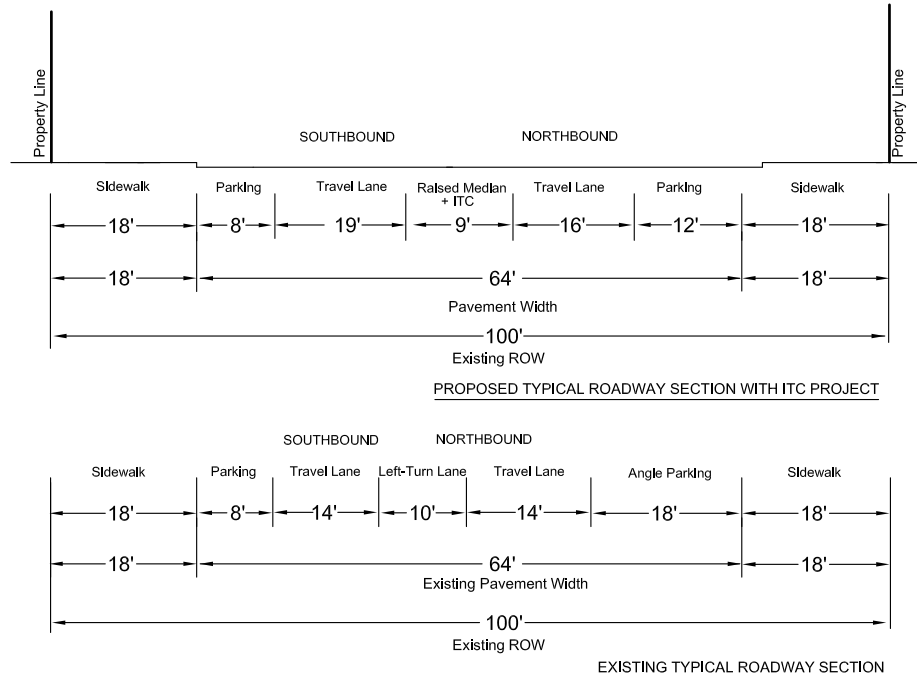 Property Line
Property Line
SOUTHBOUND NORTHBOUND
Sidewalk Parking Travel Lane Raised Median Travel Lane Parking Sidewalk
+ ITC
18' 8' 19' 9' 16' 12' 18'
18' 64' 18'
Pavement Width
100'
Existing ROW
PROPOSED TYPICAL ROADWAY SECTION WITH ITC PROJECT
SOUTHBOUND NORTHBOUND
Sidewalk Parking Travel Lane Left-Turn Lane Travel Lane Angle Parking Sidewalk
18' 8' 14' 10' 14' 18' 18'
18' 64' 18'
Existing Pavement Width
100'
Existing ROW
EXISTING TYPICAL ROADWAY SECTION